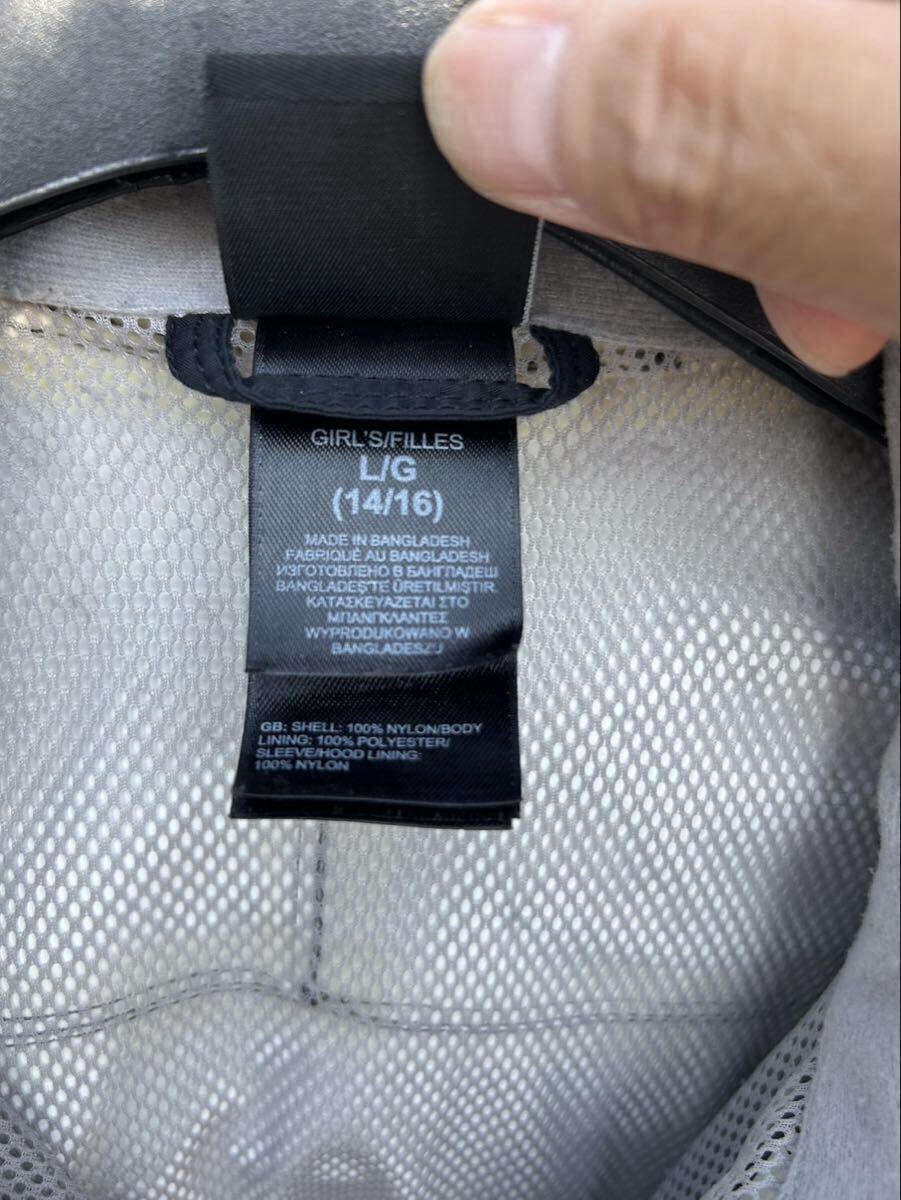 GIRL'S/FILLES
L/G
(14/16)
MADE IN BANGLADESH
FABRIQUÉ AU BANGLADESH
ИЗГОТОВЛЕНО В БАНГЛАДЕШ
BANGLADEŞ'TE ÜRETILMIŞTIR.
ΚΑΤΑΣΚΕΥΑΖΕΤΑΙ ΣΤΟ
ΜΠΑΝΓΚΛΑΝΤΕΣ
WYPRODUKOWANO W
BANGLADESZU
GB: SHELL: 100% NYLON/BODY
LINING: 100% POLYESTER/
SLEEVE/HOOD LINING:
100% NYLON